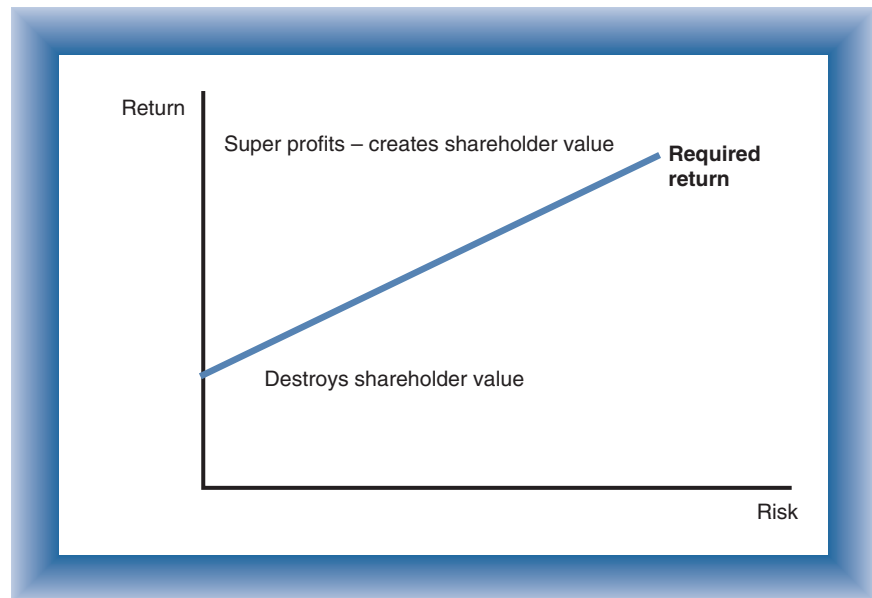 Return
Super profits – creates shareholder value
Required
return
Destroys shareholder value
Risk